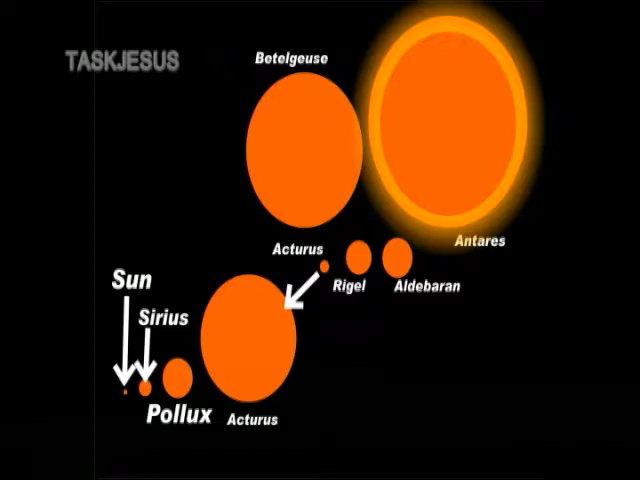 TASKJESUS
Betelgeuse
Antares
Acturus
Rigel
Aldebaran
Sun
Sirius
Pollux
Acturus